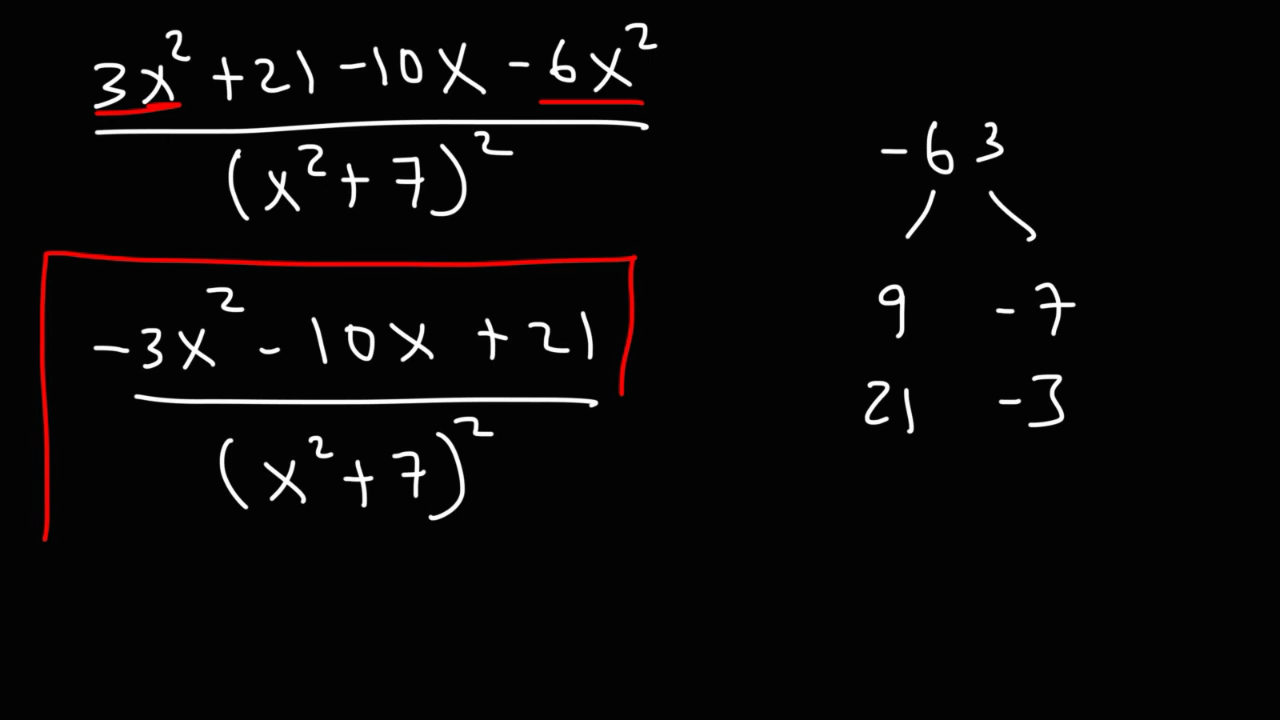 3x² + 21 - 10x - 6x²
(x² + 7)²
-3x² - 10x + 21
(x² + 7)²
-63
9 -7
21 -3